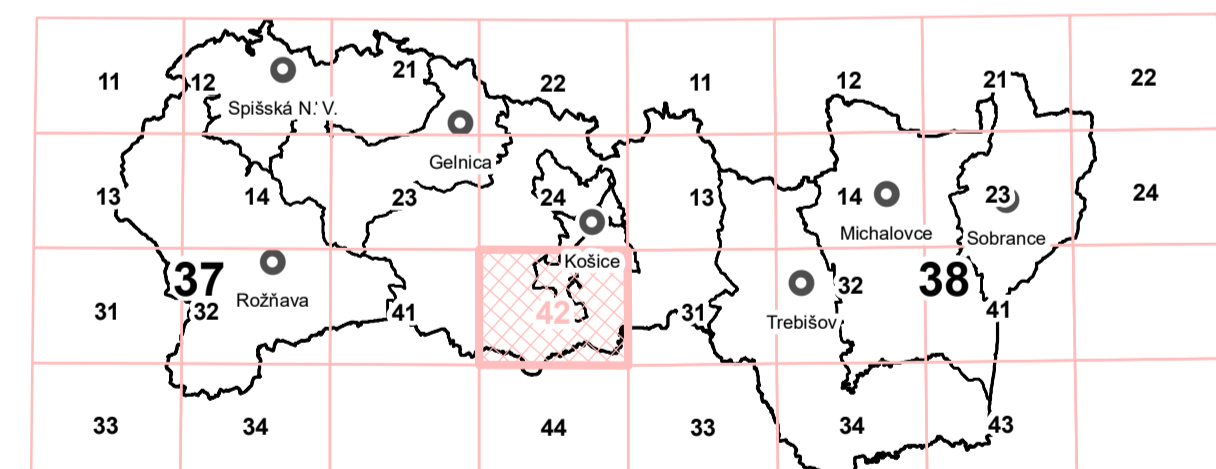 11 12 21 22 11 12 21 22
Spišská N. V.
Gelnica
13 14 23 24 13 14 23 24
Michalovce
Sobrance
Košice
37 38
Rožňava
31 32 41 42 31 32 41
Trebišov
33 34 44 33 34 43